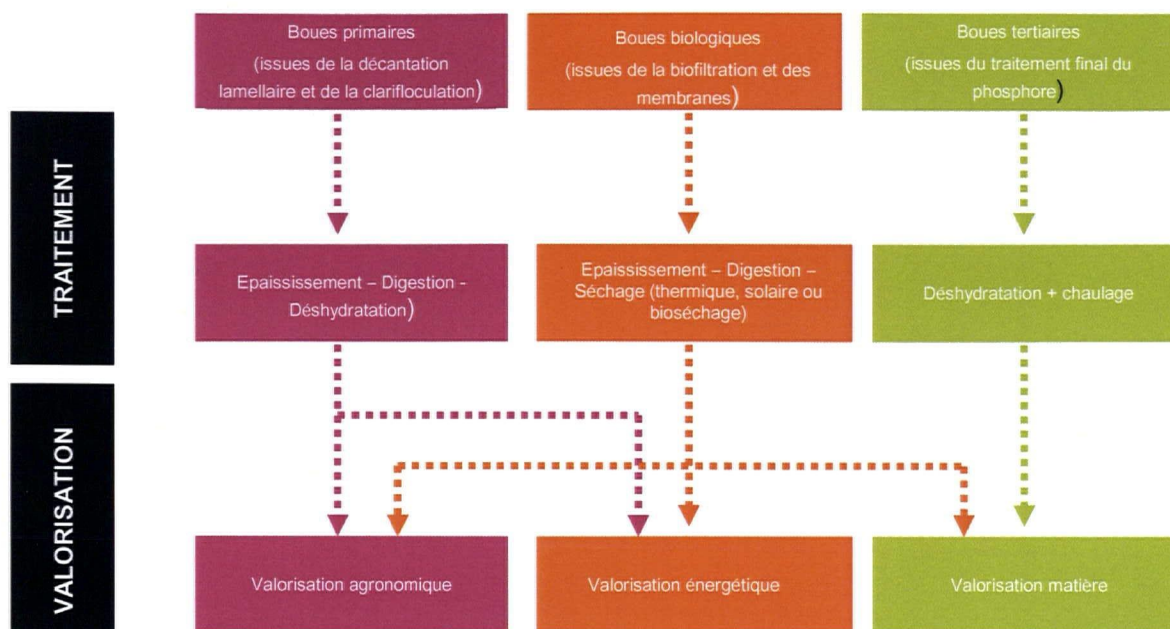 Boues primaires
(issues de la décantation
lamellaire et de la clarifloculation)
Boues biologiques
(issues de la biofiltration et des
membranes)
Boues tertiaires
(issues du traitement final du
phosphore)
TRAITEMENT
Epaississement – Digestion -
Déshydratation)
Epaississement – Digestion –
Séchage (thermique, solaire ou
bioséchage)
Déshydratation + chaulage
VALORISATION
Valorisation agronomique
Valorisation énergétique
Valorisation matière